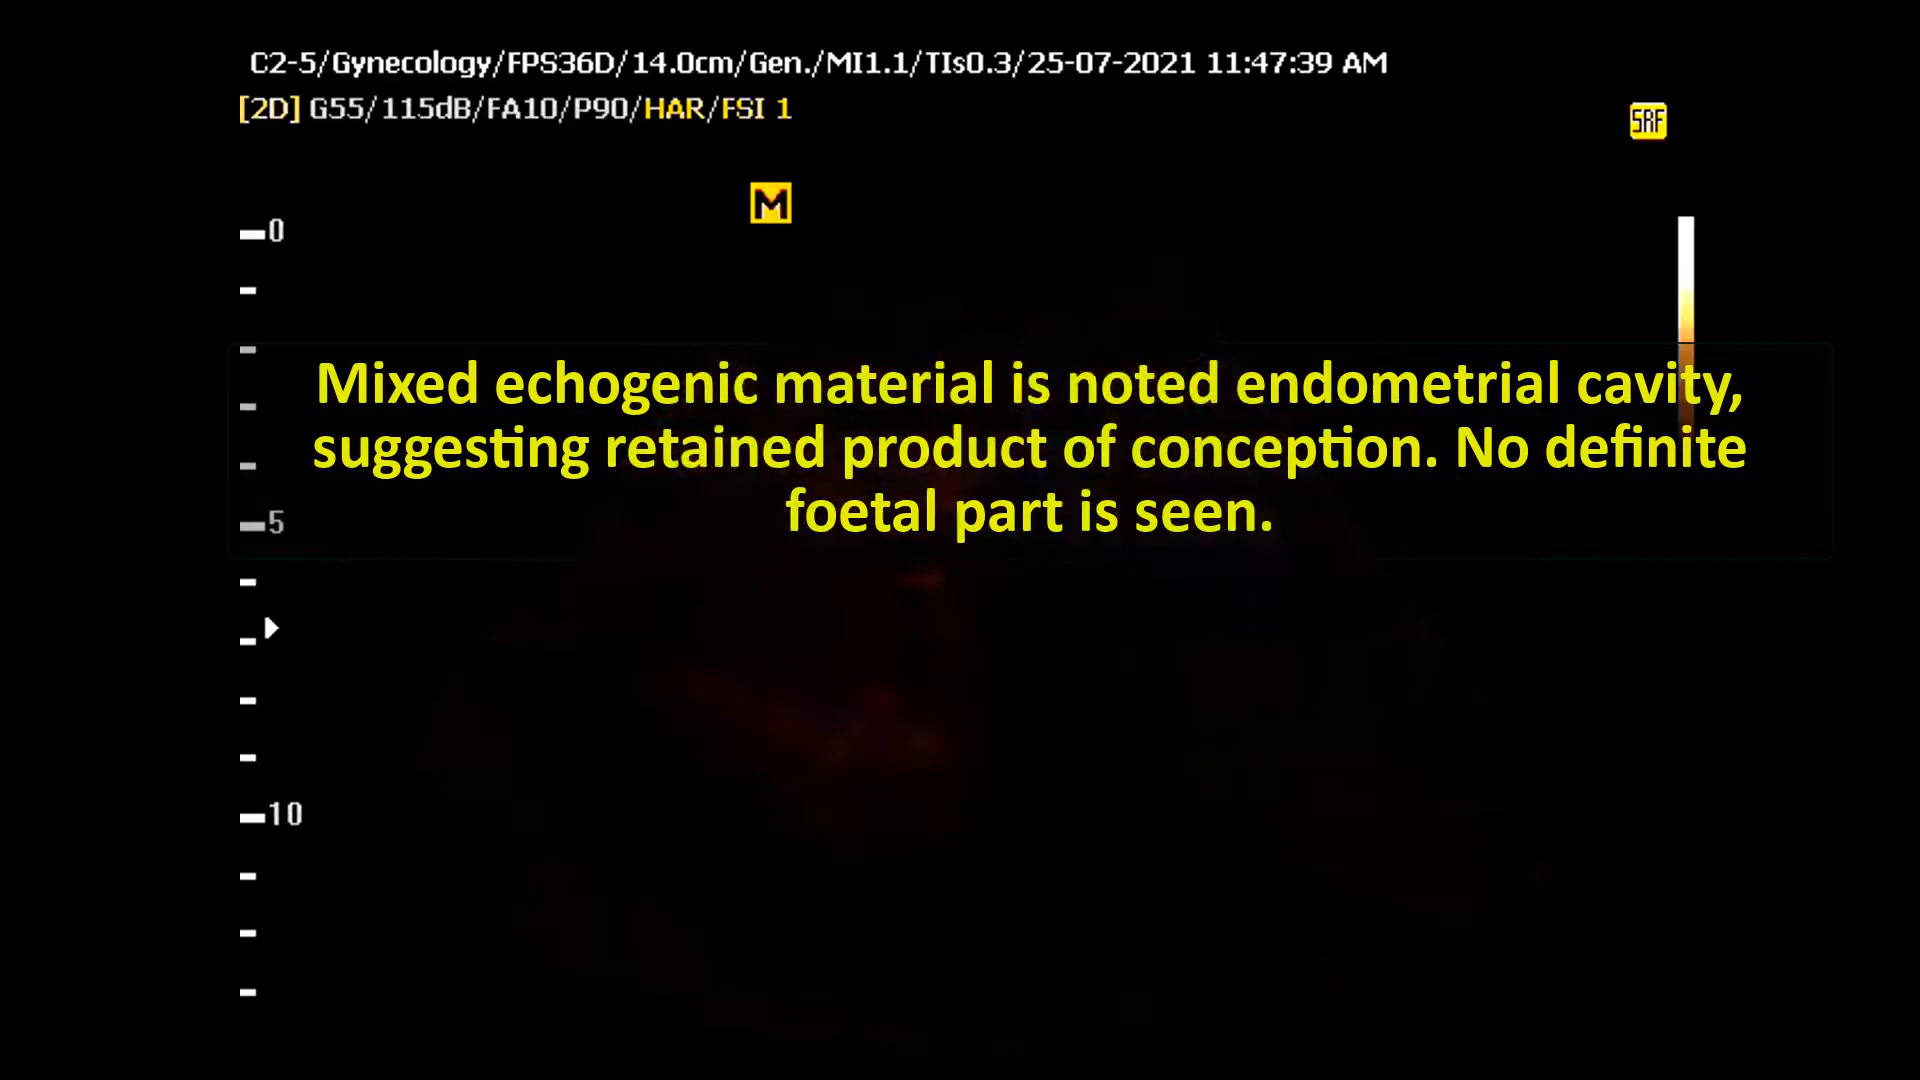 C2-5/Gynecology/FPS36D/14.0cm/Gen./MI1.1/TIs0.3/25-07-2021 11:47:39 AM
[2D] G55/115dB/FA10/P90/HAR/FSI 1
SRF
M
0
Mixed echogenic material is noted endometrial cavity,
suggesting retained product of conception. No definite
foetal part is seen.
5
10